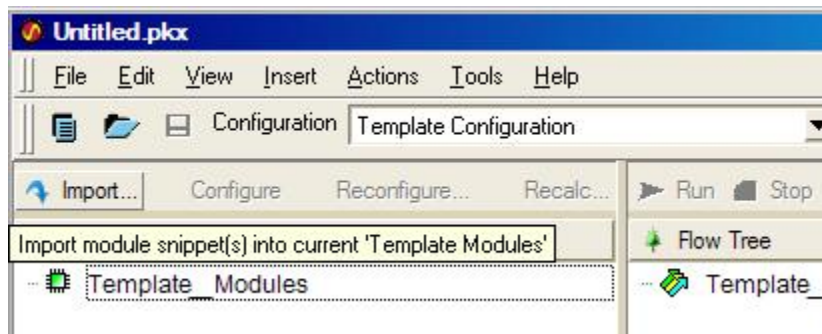 Untitled.pkx
File Edit View Insert Actions Tools Help
Configuration Template Configuration
Import... Configure Reconfigure... Recalc... Run Stop
Import module snippet(s) into current 'Template Modules' Flow Tree
Template__Modules Template_